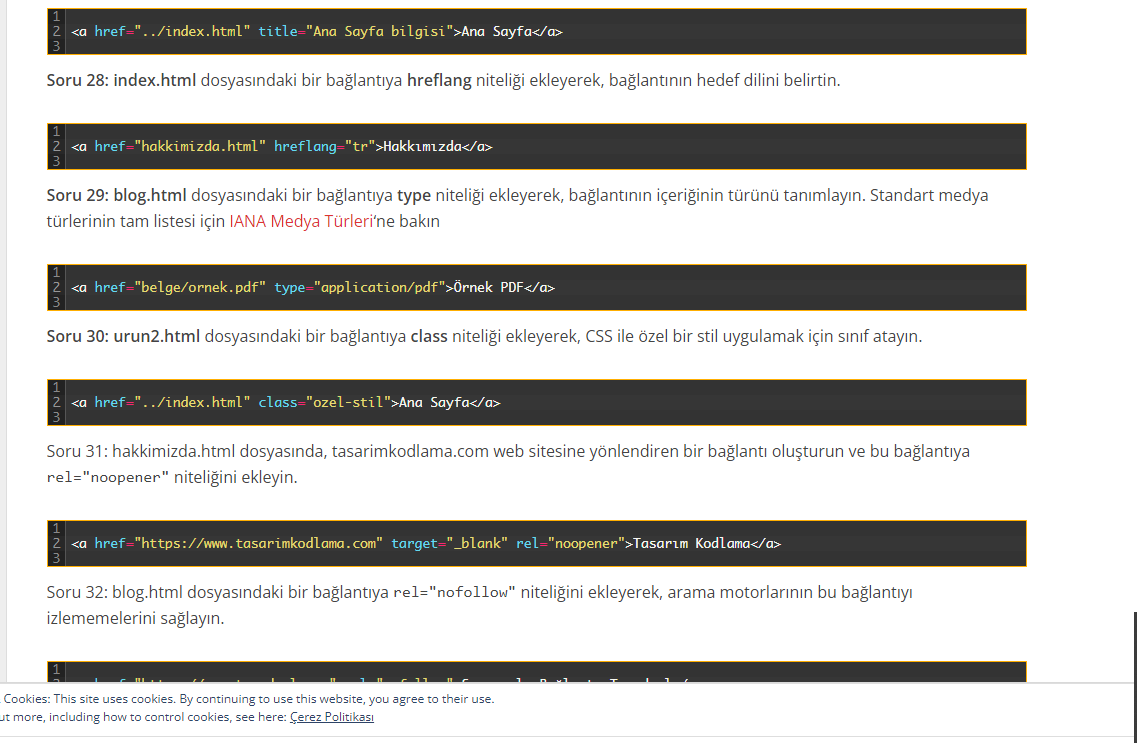 1
2 <a href="../index.html" title="Ana Sayfa bilgisi">Ana Sayfa</a>
3
Soru 28: index.html dosyasındaki bir bağlantıya hreflang niteliği ekleyerek, bağlantının hedef dilini belirtin.
1
2 <a href="hakkimizda.html" hreflang="tr">Hakkımızda</a>
3
Soru 29: blog.html dosyasındaki bir bağlantıya type niteliği ekleyerek, bağlantının içeriğinin türünü tanımlayın. Standart medya
türlerinin tam listesi için IANA Medya Türleri’ne bakın
1
2 <a href="belge/ornek.pdf" type="application/pdf">Örnek PDF</a>
3
Soru 30: urun2.html dosyasındaki bir bağlantıya class niteliği ekleyerek, CSS ile özel bir stil uygulamak için sınıf atayın.
1
2 <a href="../index.html" class="ozel-stil">Ana Sayfa</a>
3
Soru 31: hakkimizda.html dosyasında, tasarimkodlama.com web sitesine yönlendiren bir bağlantı oluşturun ve bu bağlantıya
rel="noopener" niteliğini ekleyin.
1
2 <a href="https://www.tasarimkodlama.com" target="_blank" rel="noopener">Tasarım Kodlama</a>
3
Soru 32: blog.html dosyasındaki bir bağlantıya rel="nofollow" niteliğini ekleyerek, arama motorlarının bu bağlantıyı
izlememelerini sağlayın.
1
Cookies: This site uses cookies. By continuing to use this website, you agree to their use.
more, including how to control cookies, see here: Çerez Politikası